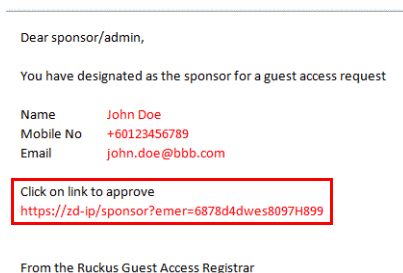 Dear sponsor/admin,
You have designated as the sponsor for a guest access request
Name John Doe
Mobile No +60123456789
Email john.doe@bbb.com
Click on link to approve
https://zd-ip/sponsor?emer=6878d4dwes8097H899
From the Ruckus Guest Access Registrar